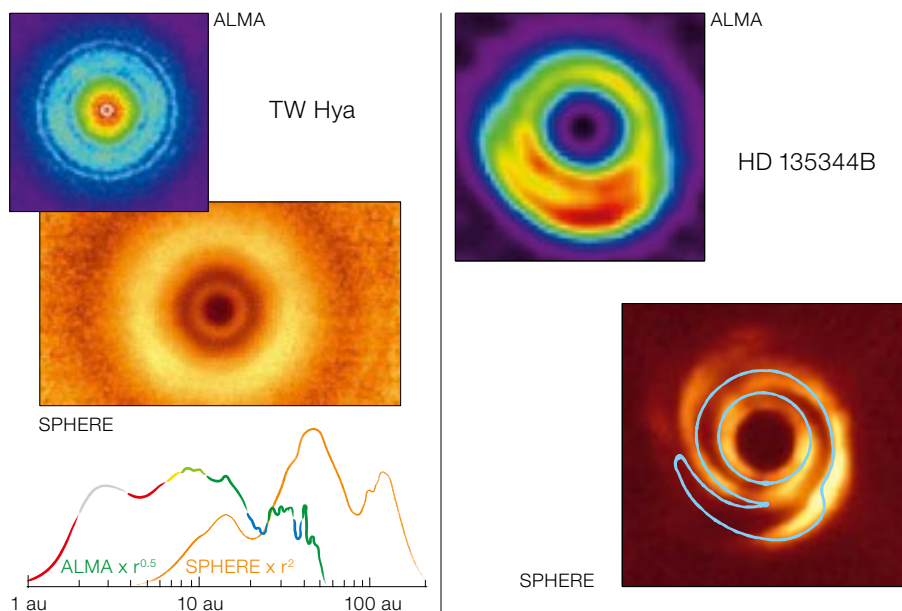 ALMA
TW Hya
SPHERE
ALMA x r^0.5
SPHERE x r^2
1 au
10 au
100 au
ALMA
HD 135344B
SPHERE